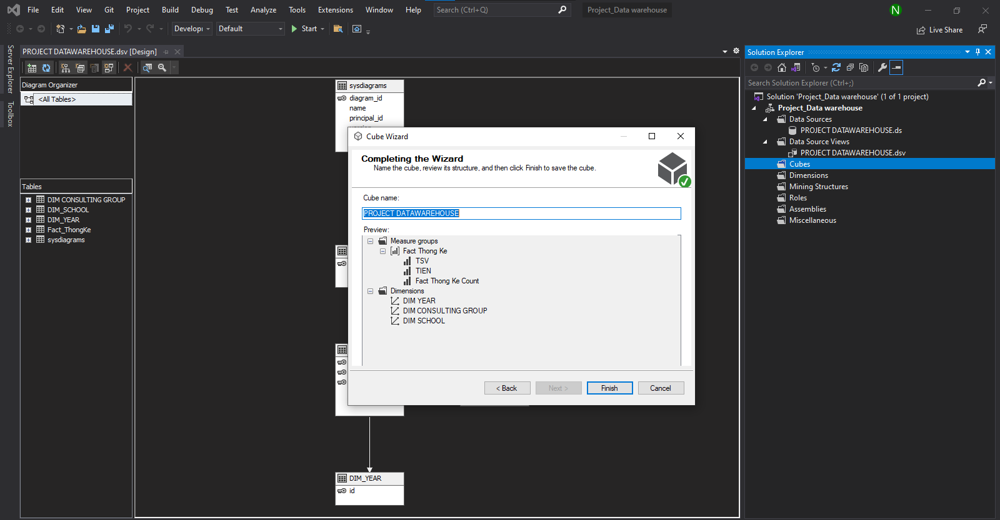 File Edit View Git Project Build Debug Test Analyze Tools Extensions Window Help Search (Ctrl+Q) Project_Data warehouse N
Developi Default Start Live Share
Server Explorer
Toolbox
PROJECT DATAWAREHOUSE.dsv [Design]
Diagram Organizer
<All Tables>
Tables
DIM CONSULTING GROUP
DIM_SCHOOL
DIM_YEAR
Fact_ThongKe
sysdiagrams
sysdiagrams
diagram_id
name
principal_id
Cube Wizard
Completing the Wizard
Name the cube, review its structure, and then click Finish to save the cube.
Cube name:
PROJECT DATAWAREHOUSE
Preview:
Measure groups
Fact Thong Ke
TSV
TIEN
Fact Thong Ke Count
Dimensions
DIM YEAR
DIM CONSULTING GROUP
DIM SCHOOL
< Back Next > Finish Cancel
DIM_YEAR
id
Solution Explorer
Search Solution Explorer (Ctrl+;)
Solution 'Project_Data warehouse' (1 of 1 project)
Project_Data warehouse
Data Sources
PROJECT DATAWAREHOUSE.ds
Data Source Views
PROJECT DATAWAREHOUSE.dsv
Cubes
Dimensions
Mining Structures
Roles
Assemblies
Miscellaneous